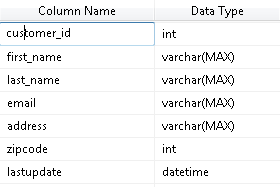 Column Name Data Type
customer_id int
first_name varchar(MAX)
last_name varchar(MAX)
email varchar(MAX)
address varchar(MAX)
zipcode int
lastupdate datetime